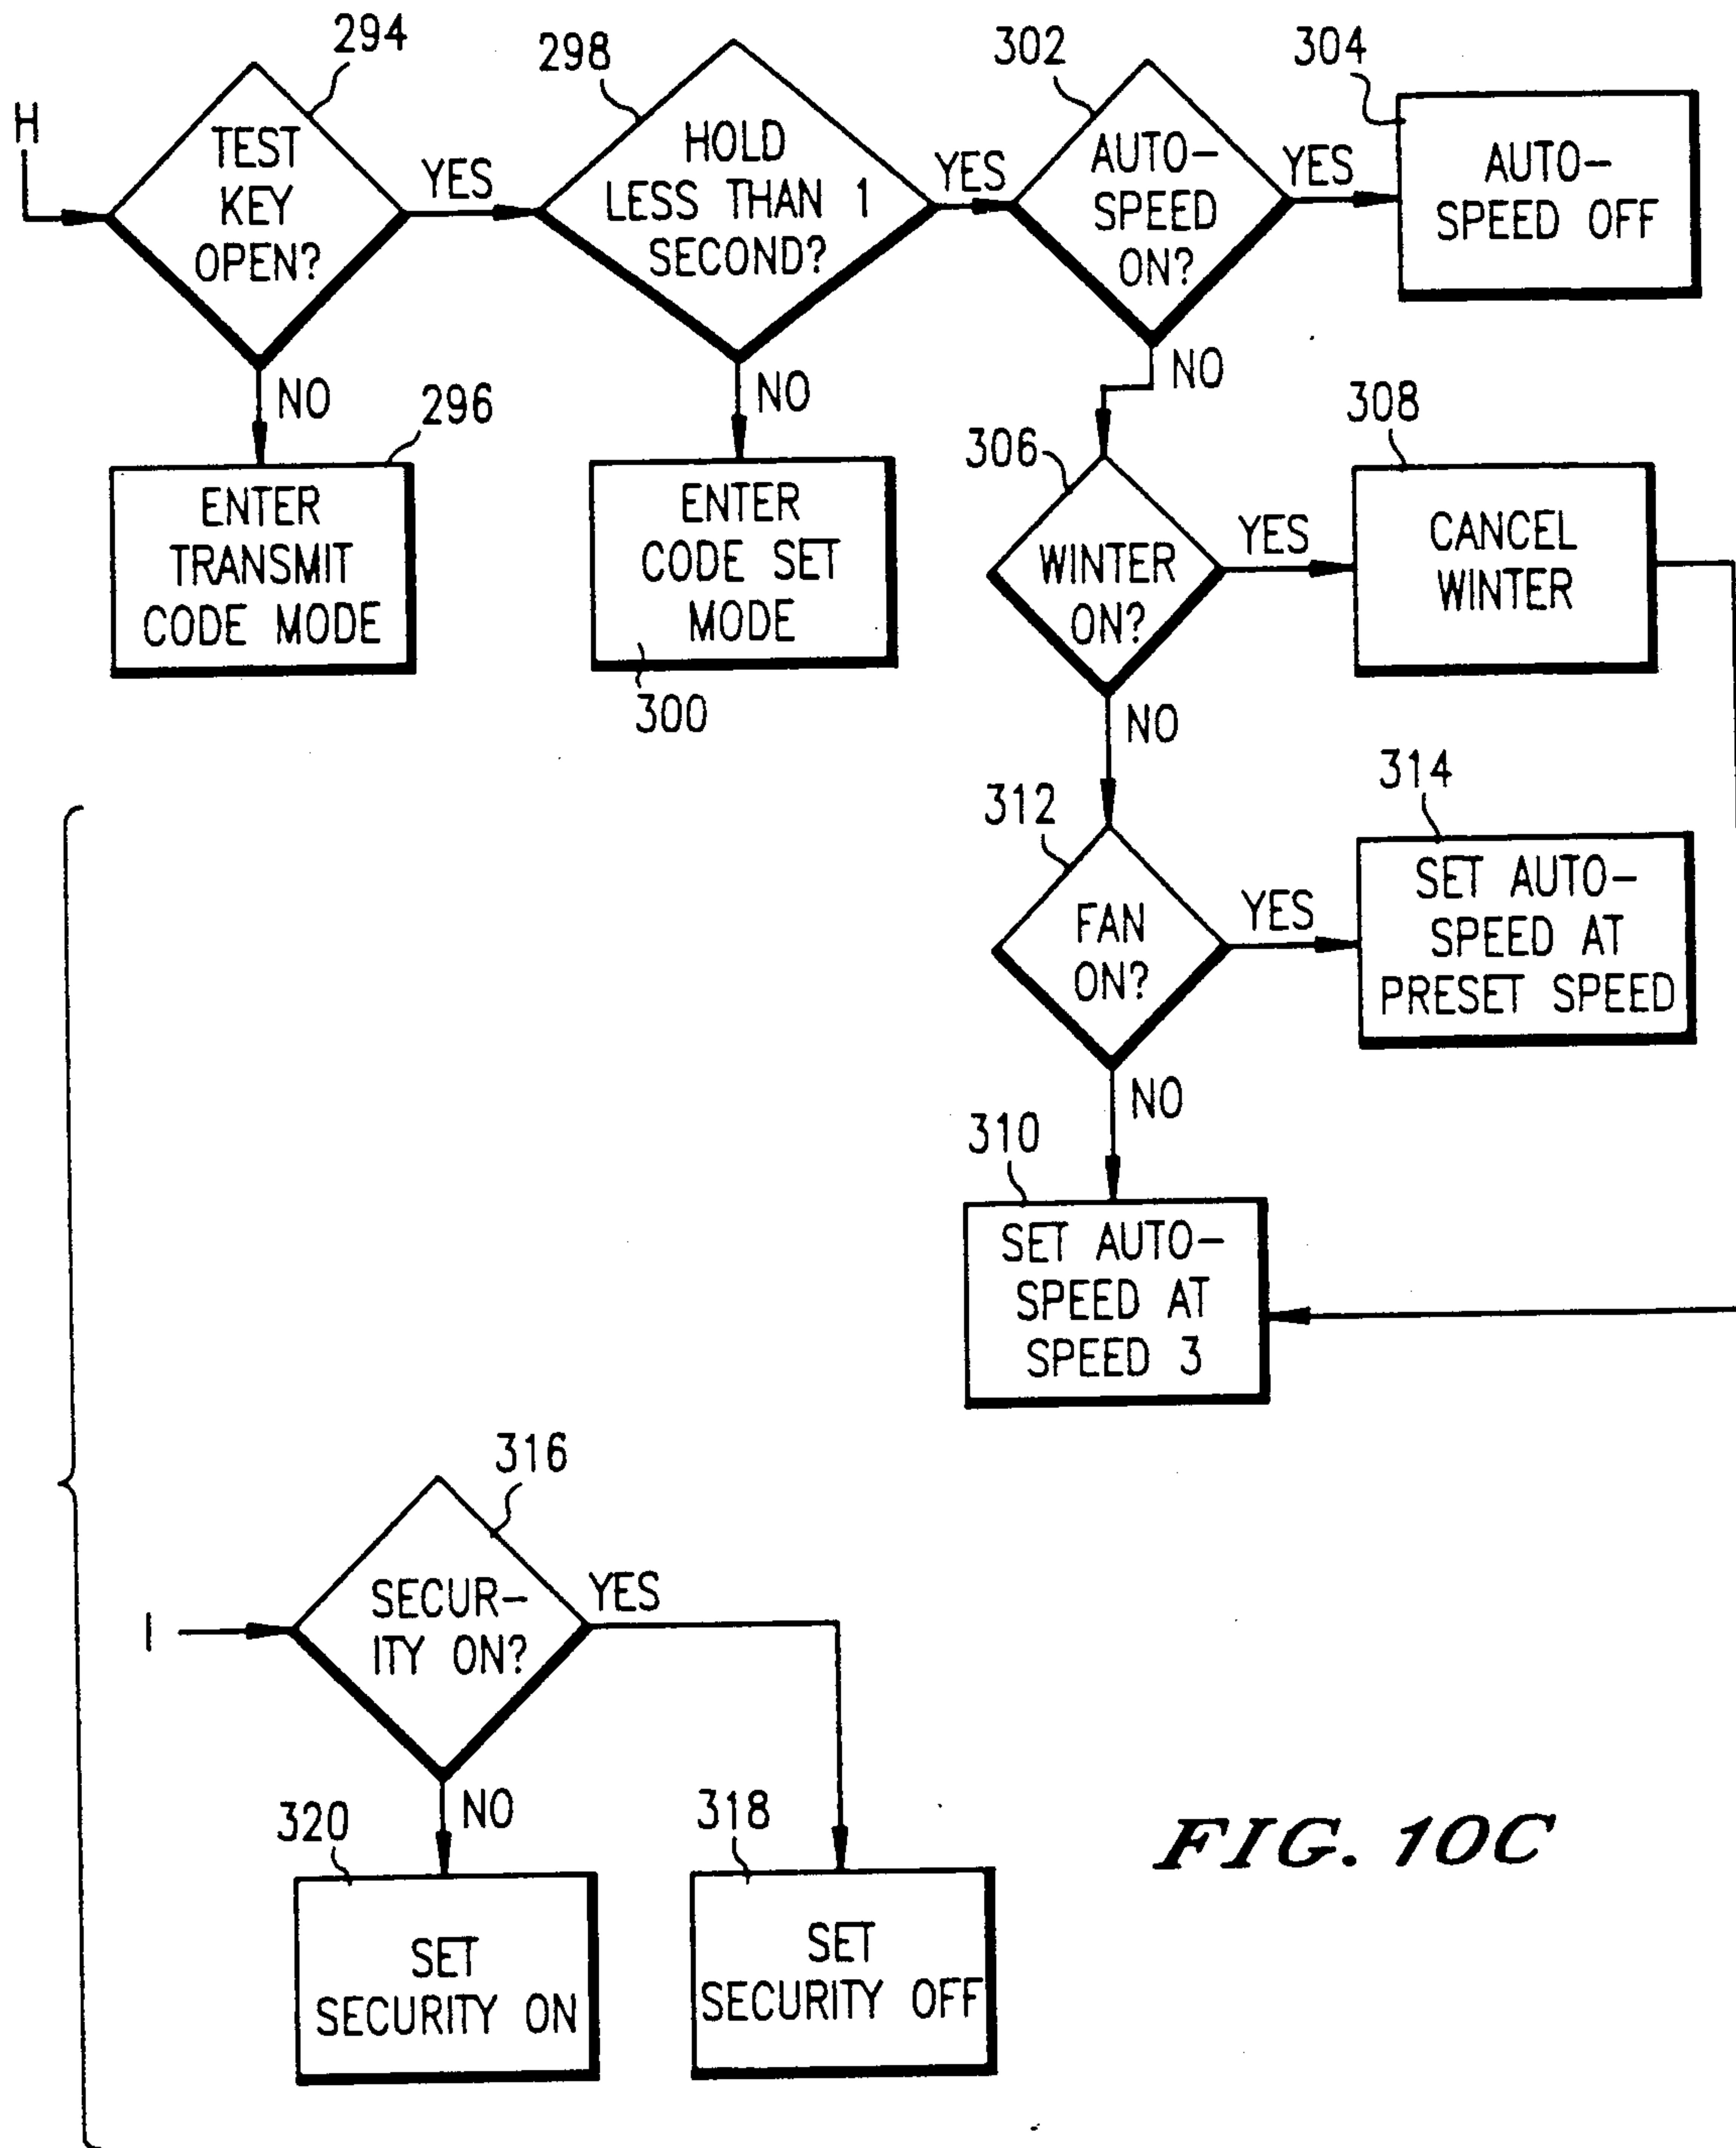 H
294
TEST
KEY
OPEN?
YES
NO
296
ENTER
TRANSMIT
CODE MODE
298
HOLD
LESS THAN 1
SECOND?
YES
NO
ENTER
CODE SET
MODE
300
302
AUTO-
SPEED
ON?
YES
NO
304
AUTO-
SPEED OFF
306
WINTER
ON?
YES
NO
308
CANCEL
WINTER
312
FAN
ON?
YES
NO
314
SET AUTO-
SPEED AT
PRESET SPEED
310
SET AUTO-
SPEED AT
SPEED 3
I
316
SECUR-
ITY ON?
YES
NO
320
SET
SECURITY ON
318
SET
SECURITY OFF
FIG. 10C